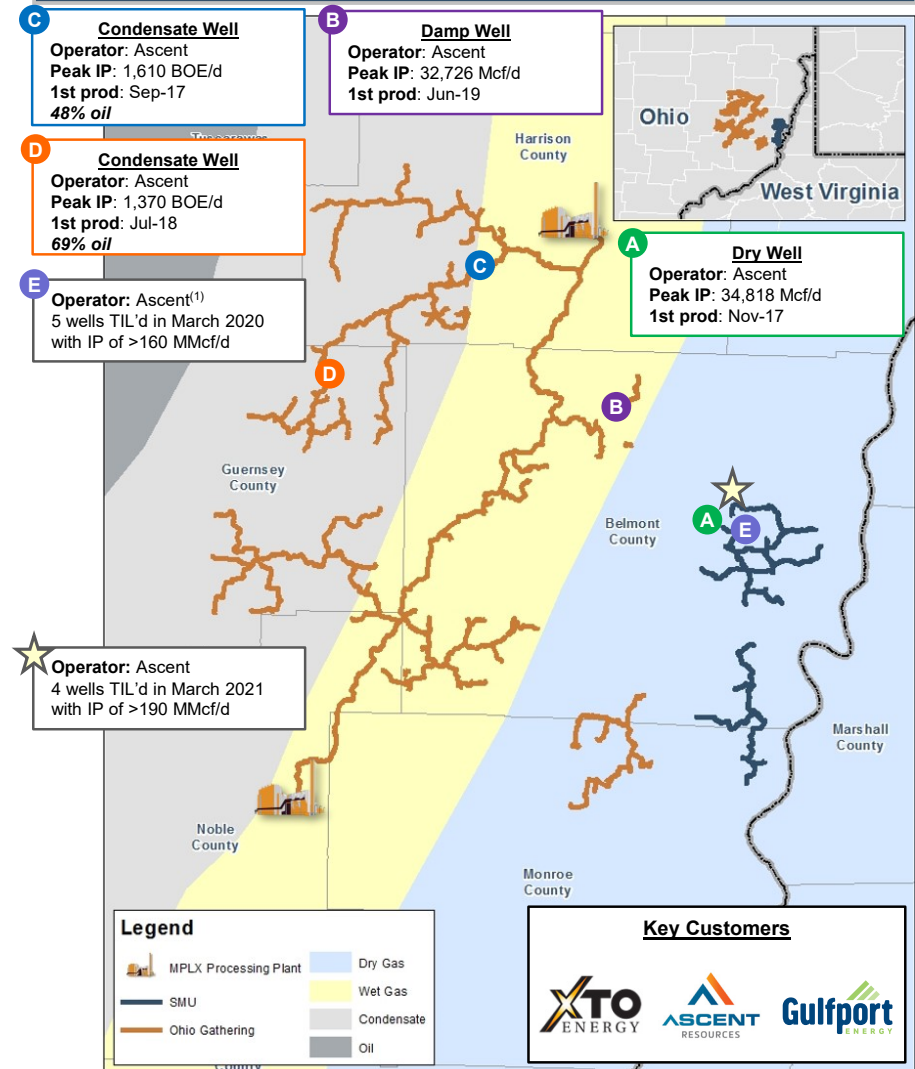 C
Condensate Well
Operator: Ascent
Peak IP: 1,610 BOE/d
1st prod: Sep-17
48% oil
B
Damp Well
Operator: Ascent
Peak IP: 32,726 Mcf/d
1st prod: Jun-19
Ohio
West Virginia
Harrison
County
D
Condensate Well
Operator: Ascent
Peak IP: 1,370 BOE/d
1st prod: Jul-18
69% oil
A
Dry Well
Operator: Ascent
Peak IP: 34,818 Mcf/d
1st prod: Nov-17
C
E
Operator: Ascent(1)
5 wells TIL'd in March 2020
with IP of >160 MMcf/d
D
B
Guernsey
County
Belmont
County
A
E
Operator: Ascent
4 wells TIL'd in March 2021
with IP of >190 MMcf/d
Marshall
County
Noble
County
Monroe
County
Legend
MPLX Processing Plant
SMU
Ohio Gathering
Dry Gas
Wet Gas
Condensate
Oil
Key Customers
XTO
ENERGY
ASCENT
RESOURCES
Gulfport
ENERGY